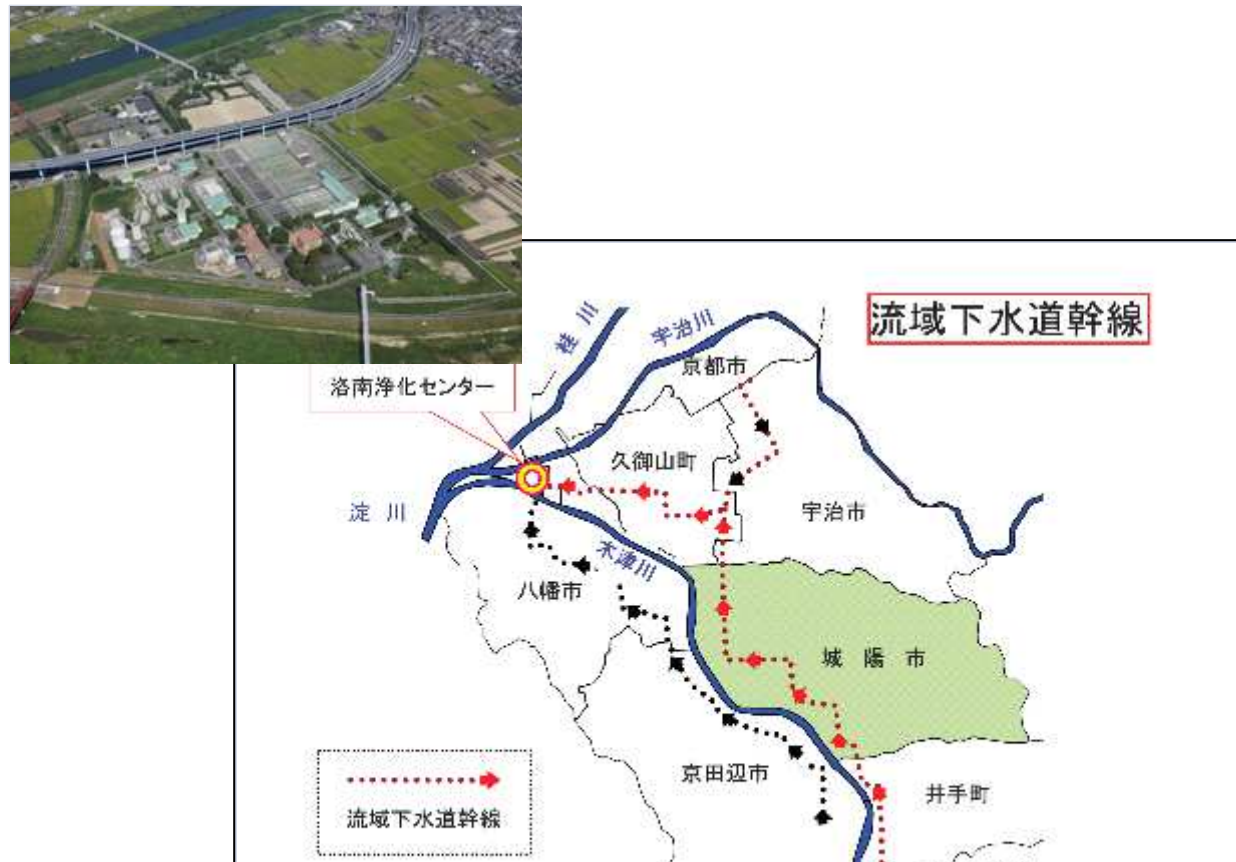 流域下水道幹線
桂川
宇治川
京都市
洛南浄化センター
久御山町
宇治市
淀川
木津川
八幡市
城陽市
京田辺市
井手町
流域下水道幹線